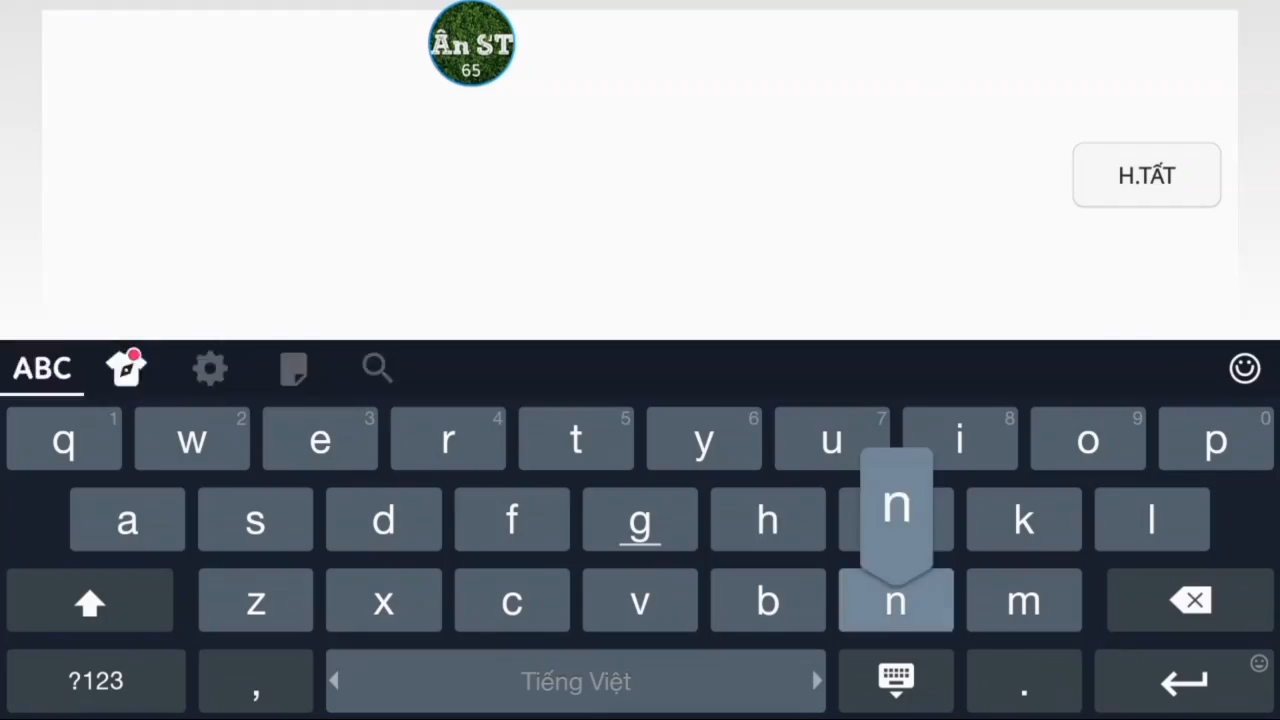 Ân ST
65
H.TẤT
ABC
1 2 3 4 5 6 7 8 9 0
q w e r t y u i o p
n
a s d f g h k l
z x c v b n m
?123 , Tiếng Việt .